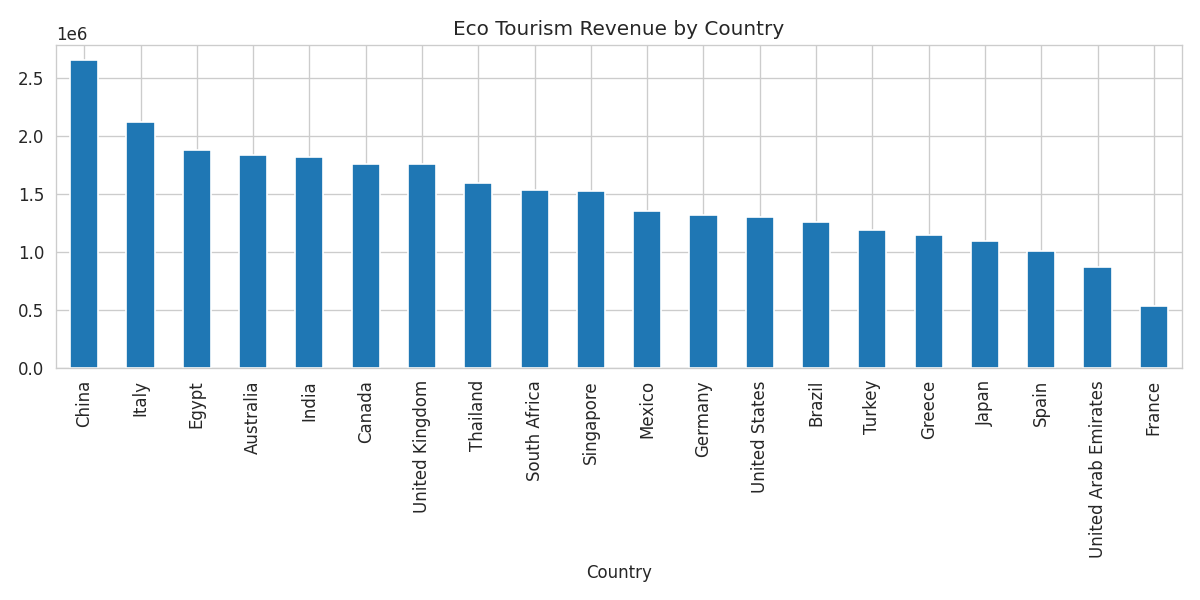 Eco Tourism Revenue by Country
1e6
2.5
2.0
1.5
1.0
0.5
0.0
China
Italy
Egypt
Australia
India
Canada
United Kingdom
Thailand
South Africa
Singapore
Mexico
Germany
United States
Brazil
Turkey
Greece
Japan
Spain
United Arab Emirates
France
Country